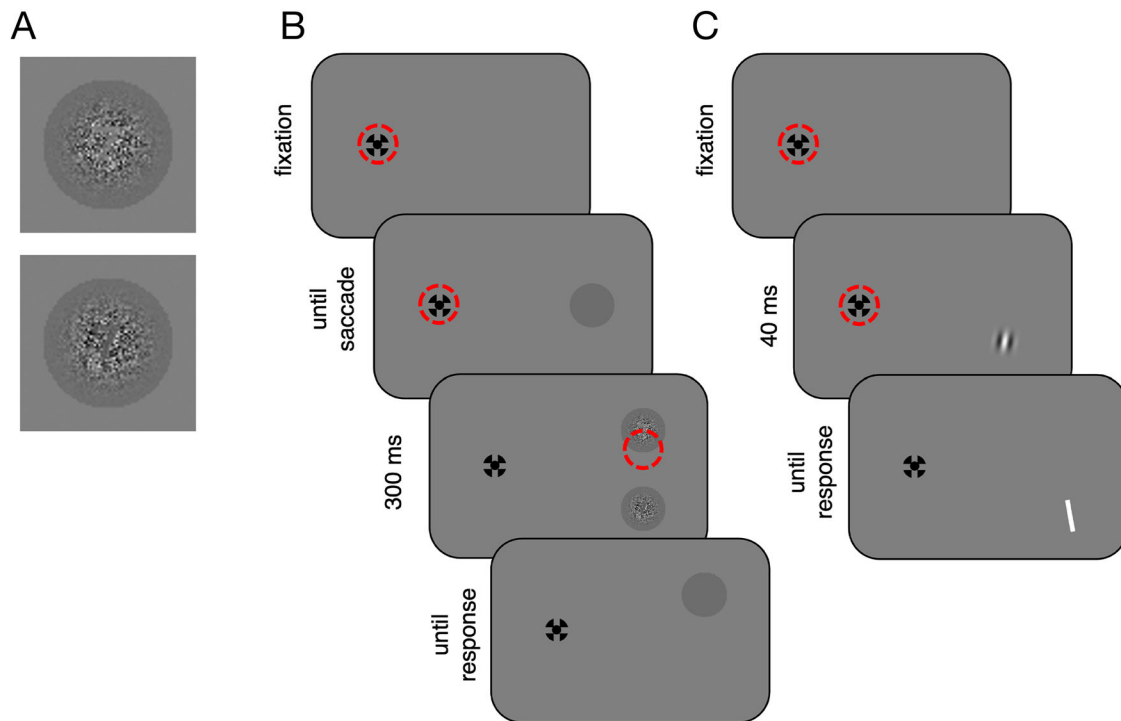 A
B
fixation
until
saccade
300 ms
until
response
C
fixation
40 ms
until
response